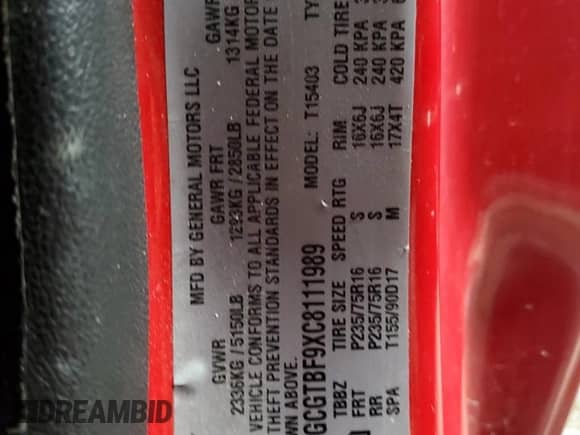 MFD BY GENERAL MOTORS LLC
GVWR GAWR FRT GAWR
2336KG / 5150LB 1293KG / 2850LB 1314KG
VEHICLE CONFORMS TO ALL APPLICABLE FEDERAL MOTOR
THEFT PREVENTION STANDARDS IN EFFECT ON THE DATE
WN ABOVE.
GCGTBF9XC8111989 MODEL: T15403 TY
TBBZ TIRE SIZE SPEED RTG RIM COLD TIRE
FRT P235/75R16 S 16X6J 240 KPA
RR P235/75R16 S 16X6J 240 KPA
SPA T155/90D17 M 17X4T 420 KPA
DREAMBID